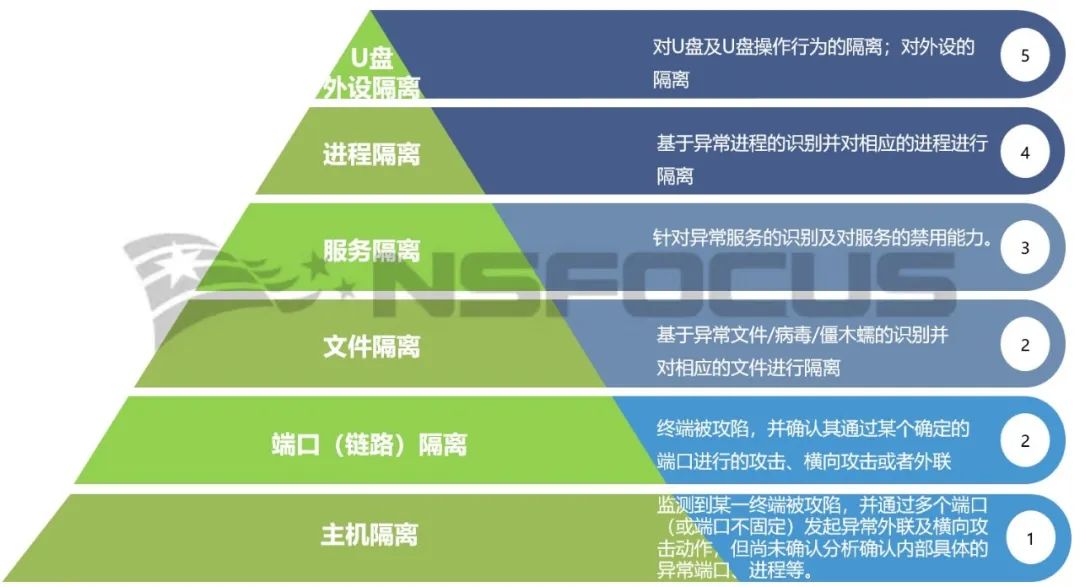 U盘
外设隔离
对U盘及U盘操作行为的隔离；对外设的
隔离
5
进程隔离
基于异常进程的识别并对相应的进程进行
隔离
4
服务隔离
针对异常服务的识别及对服务的禁用能力。
3
NSFOCUS
文件隔离
基于异常文件/病毒/僵木蠕的识别并
对相应的文件进行隔离
2
端口（链路）隔离
终端被攻陷，并确认其通过某个确定的
端口进行的攻击、横向攻击或者外联
2
主机隔离
监测到某一终端被攻陷，并通过多个端口
（或端口不固定）发起异常外联及横向攻
击动作，但尚未确认分析确认内部具体的
异常端口、进程等。
1